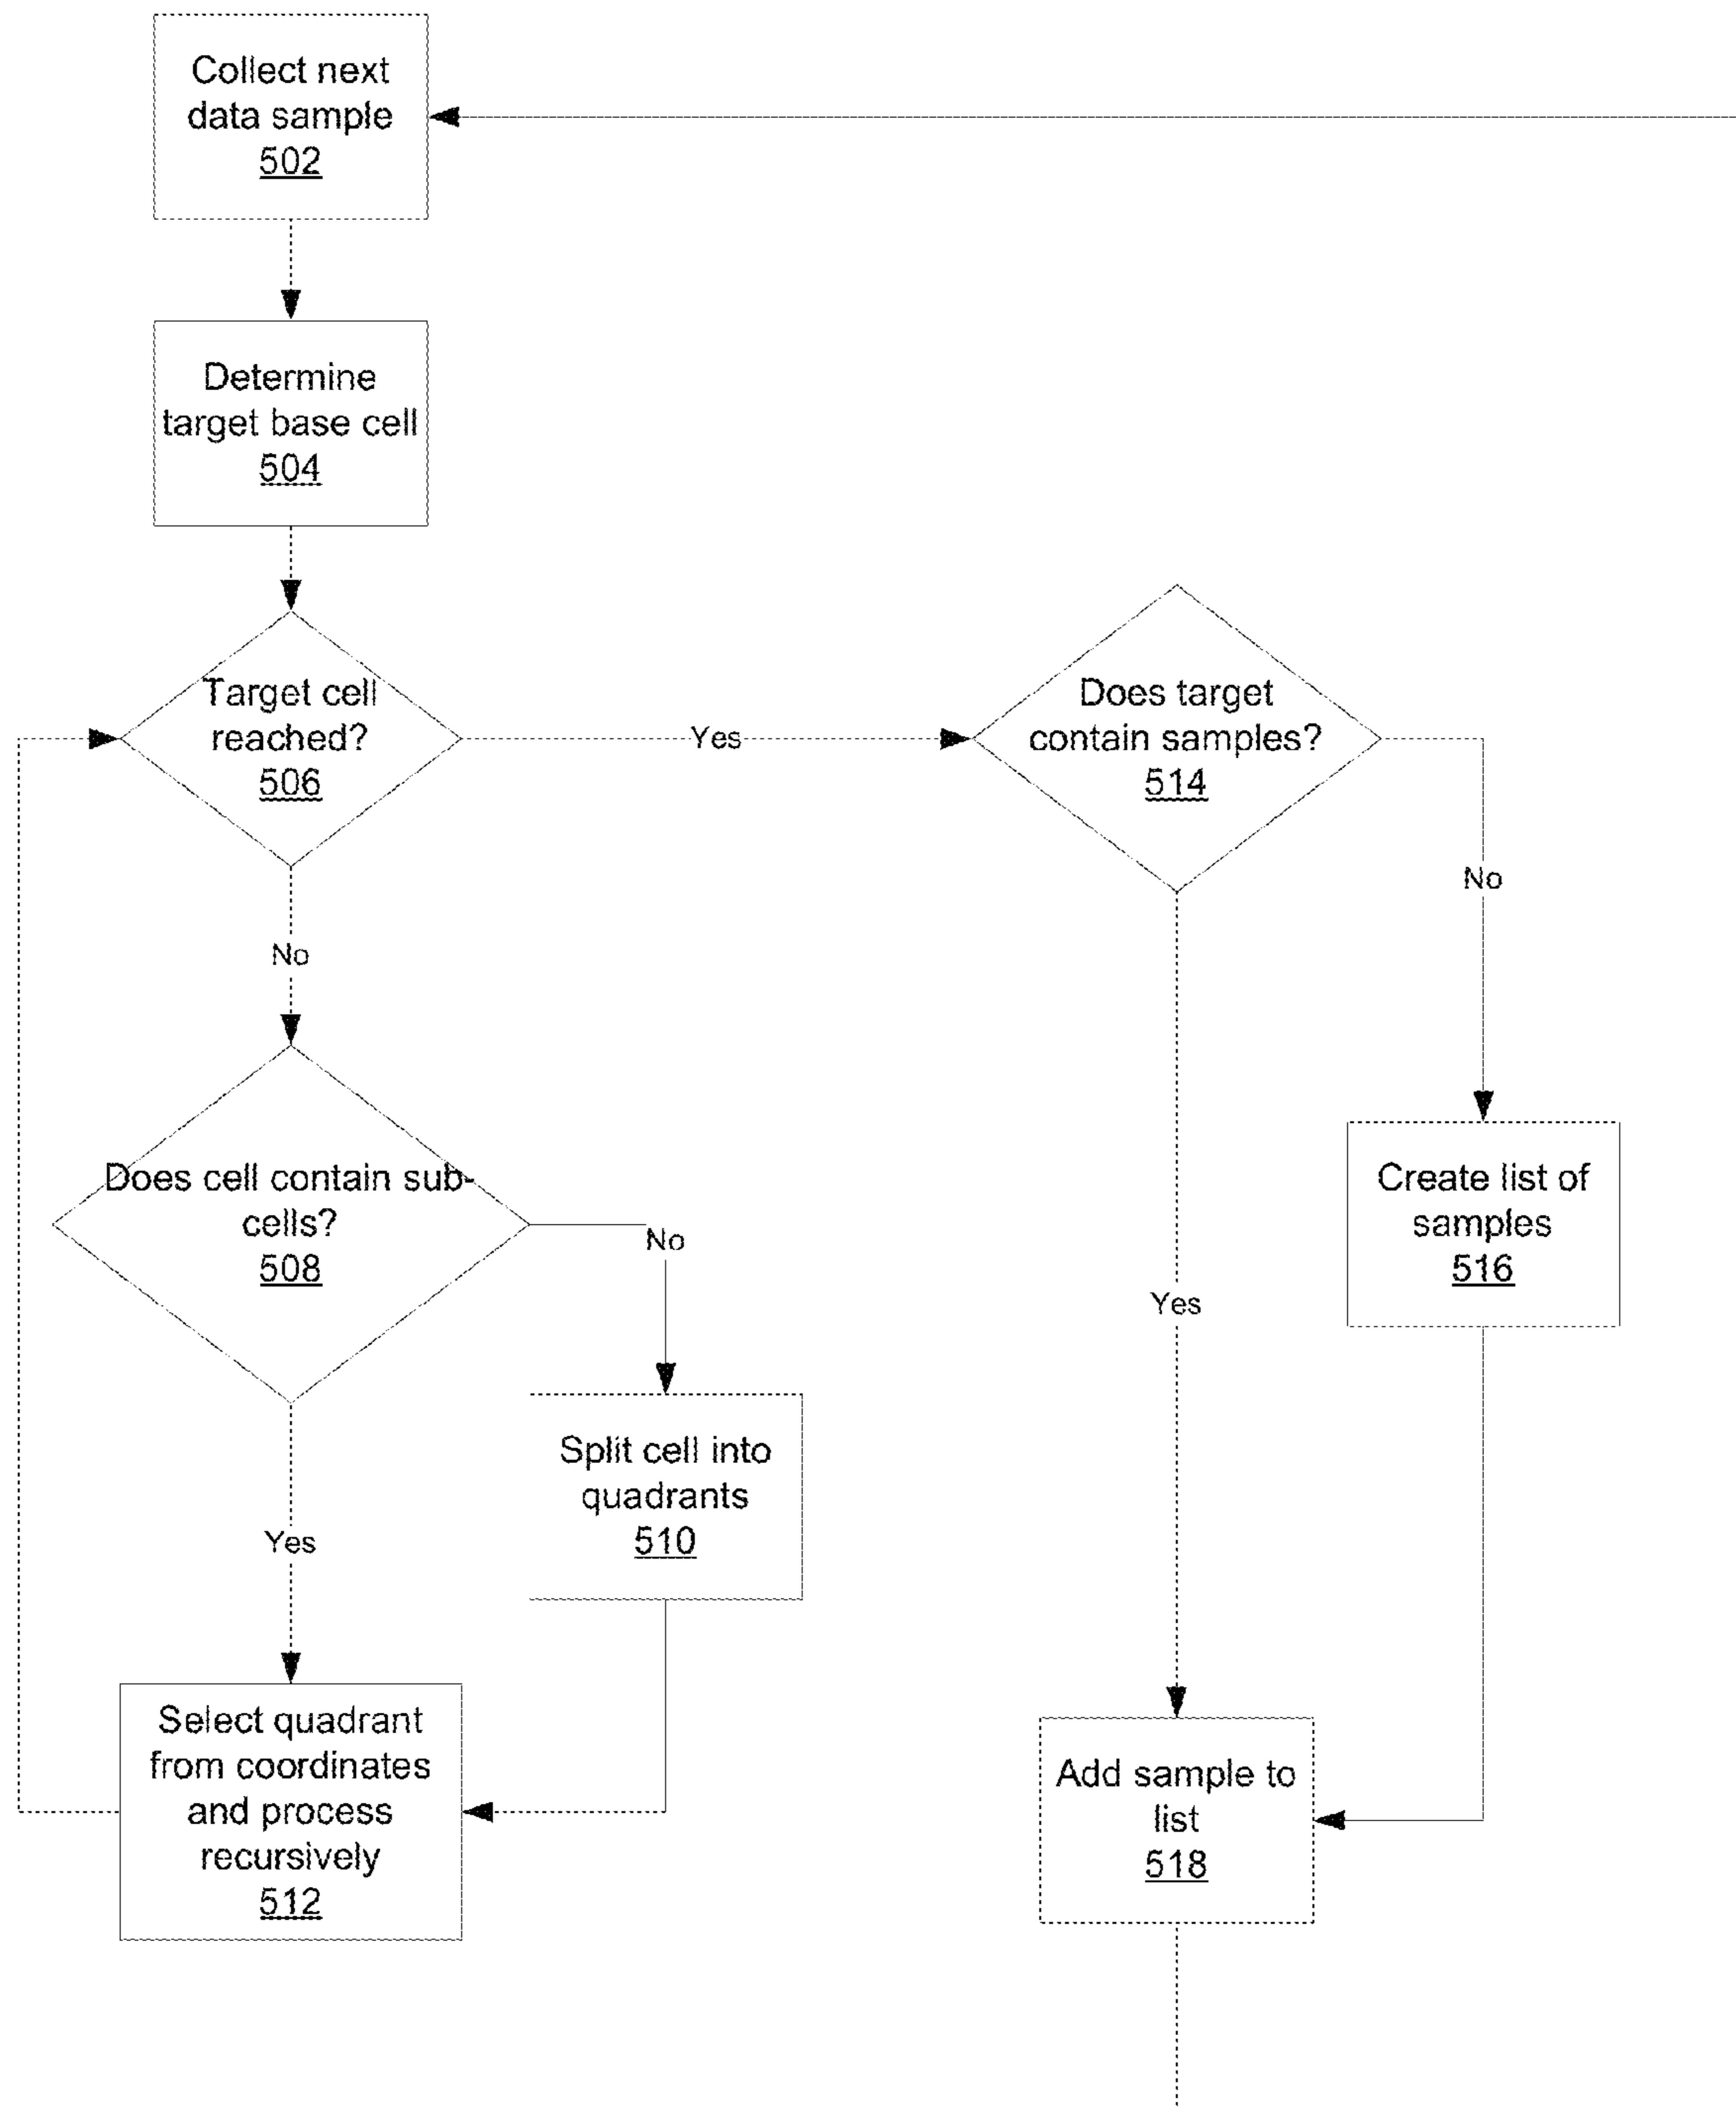 Collect next
data sample
502
Determine
target base cell
504
Target cell
reached?
506
Yes
Does target
contain samples?
514
No
No
Does cell contain sub-
cells?
508
No
Create list of
samples
516
Yes
Split cell into
quadrants
510
Yes
Select quadrant
from coordinates
and process
recursively
512
Add sample to
list
518